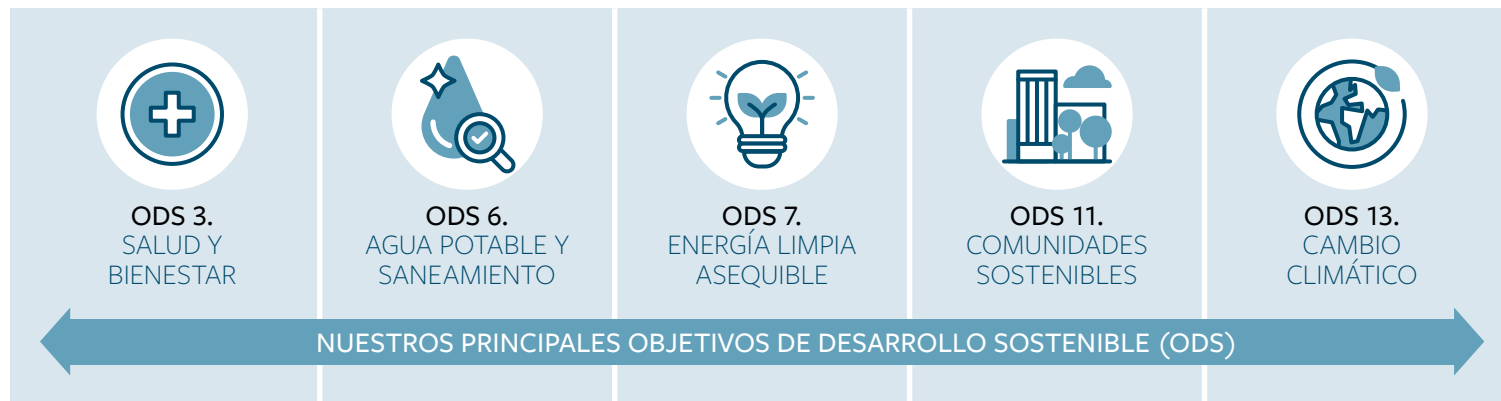 ODS 3.
SALUD Y
BIENESTAR
ODS 6.
AGUA POTABLE Y
SANEAMIENTO
ODS 7.
ENERGÍA LIMPIA
ASEQUIBLE
ODS 11.
COMUNIDADES
SOSTENIBLES
ODS 13.
CAMBIO
CLIMÁTICO
NUESTROS PRINCIPALES OBJETIVOS DE DESARROLLO SOSTENIBLE (ODS)